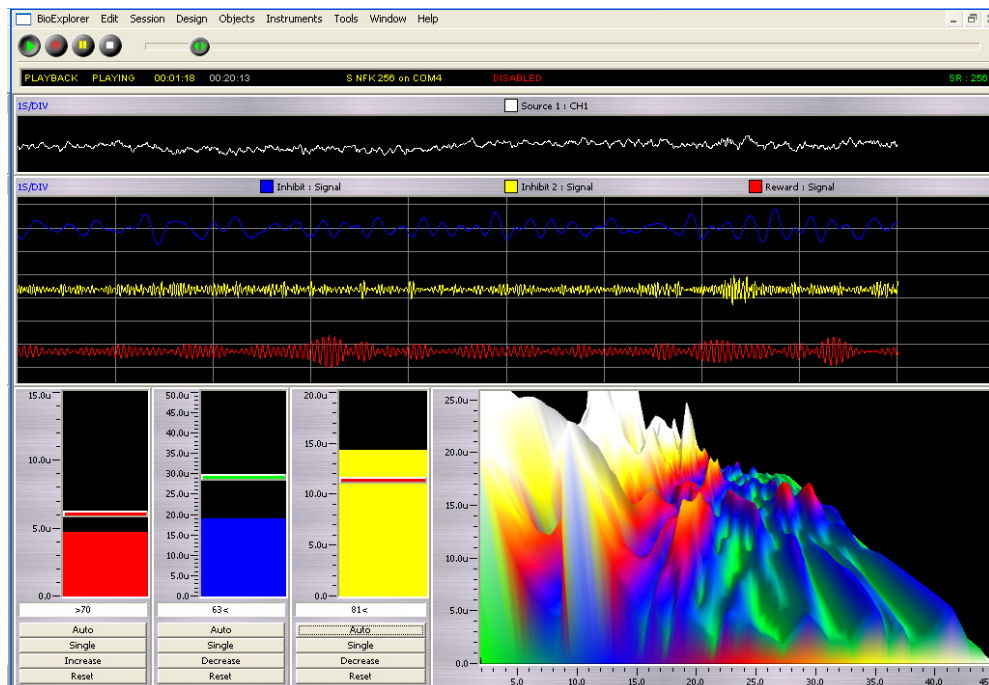 BioExplorer Edit Session Design Objects Instruments Tools Window Help
PLAYBACK PLAYING 00:01:18 00:20:13 S NFK 256 on COM4 DISABLED SR : 256
1S/DIV Source 1 : CH1
1S/DIV Inhibit : Signal Inhibit 2 : Signal Reward : Signal
15.0u
10.0u
5.0u
0.0
>70
Auto
Single
Increase
Reset
50.0u
45.0u
40.0u
35.0u
30.0u
25.0u
20.0u
15.0u
10.0u
5.0u
0.0
63<
Auto
Single
Decrease
Reset
20.0u
15.0u
10.0u
5.0u
0.0
81<
Auto
Single
Decrease
Reset
25.0u
20.0u
15.0u
10.0u
5.0u
0.0
5.0 10.0 15.0 20.0 25.0 30.0 35.0 40.0